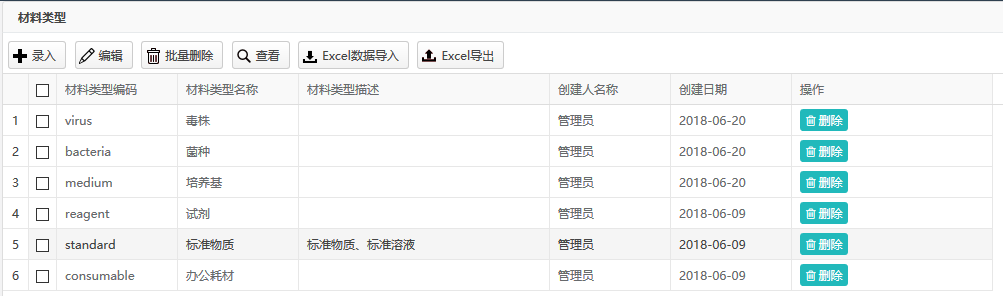 材料类型
录入 编辑 批量删除 查看 Excel数据导入 Excel导出
材料类型编码 材料类型名称 材料类型描述 创建人名称 创建日期 操作
1 virus 毒株 管理员 2018-06-20 删除
2 bacteria 菌种 管理员 2018-06-20 删除
3 medium 培养基 管理员 2018-06-20 删除
4 reagent 试剂 管理员 2018-06-09 删除
5 standard 标准物质 标准物质、标准溶液 管理员 2018-06-09 删除
6 consumable 办公耗材 管理员 2018-06-09 删除